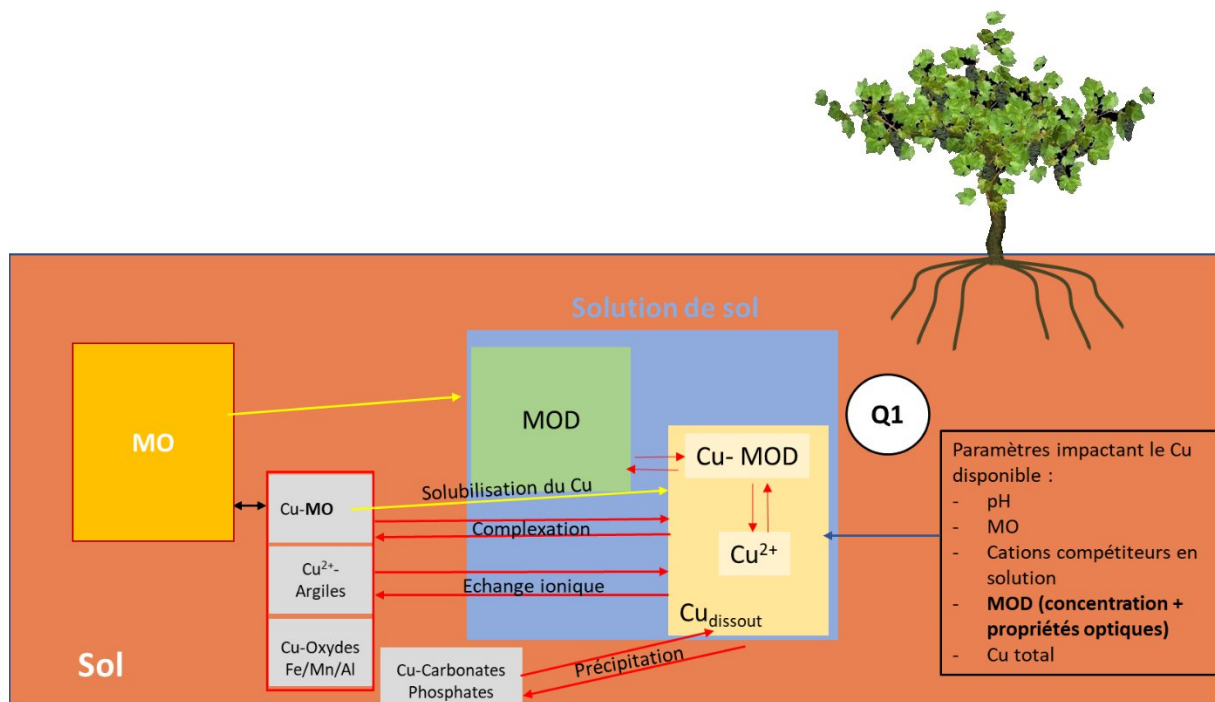 Solution de sol
MO
MOD
Q1
Cu- MOD
Solubilisation du Cu
Cu-MO
Complexation
Cu²⁺
Cu²⁺-
Argiles
Echange ionique
Cu dissout
Cu-Oxydes
Fe/Mn/Al
Sol
Cu-Carbonates
Phosphates
Précipitation
Paramètres impactant le Cu
disponible :
- pH
- MO
- Cations compétiteurs en
solution
- MOD (concentration +
propriétés optiques)
- Cu total